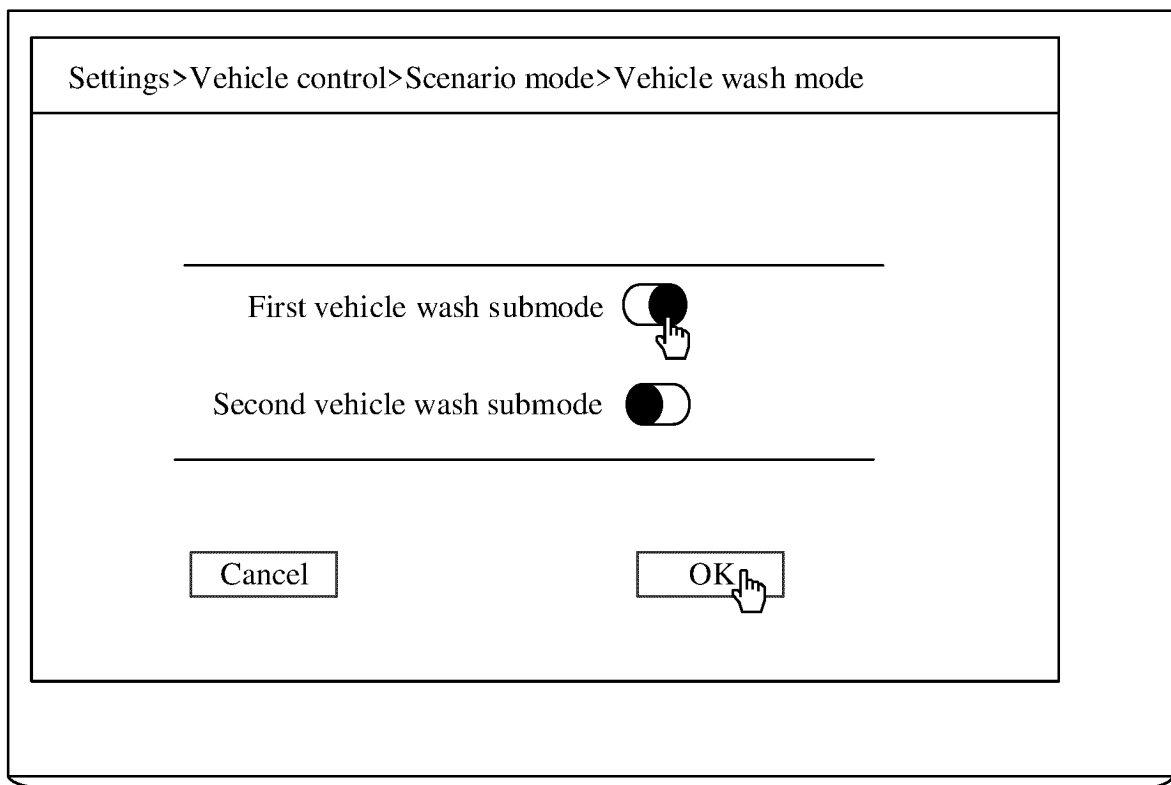 Settings>Vehicle control>Scenario mode>Vehicle wash mode
First vehicle wash submode
Second vehicle wash submode
Cancel
OK